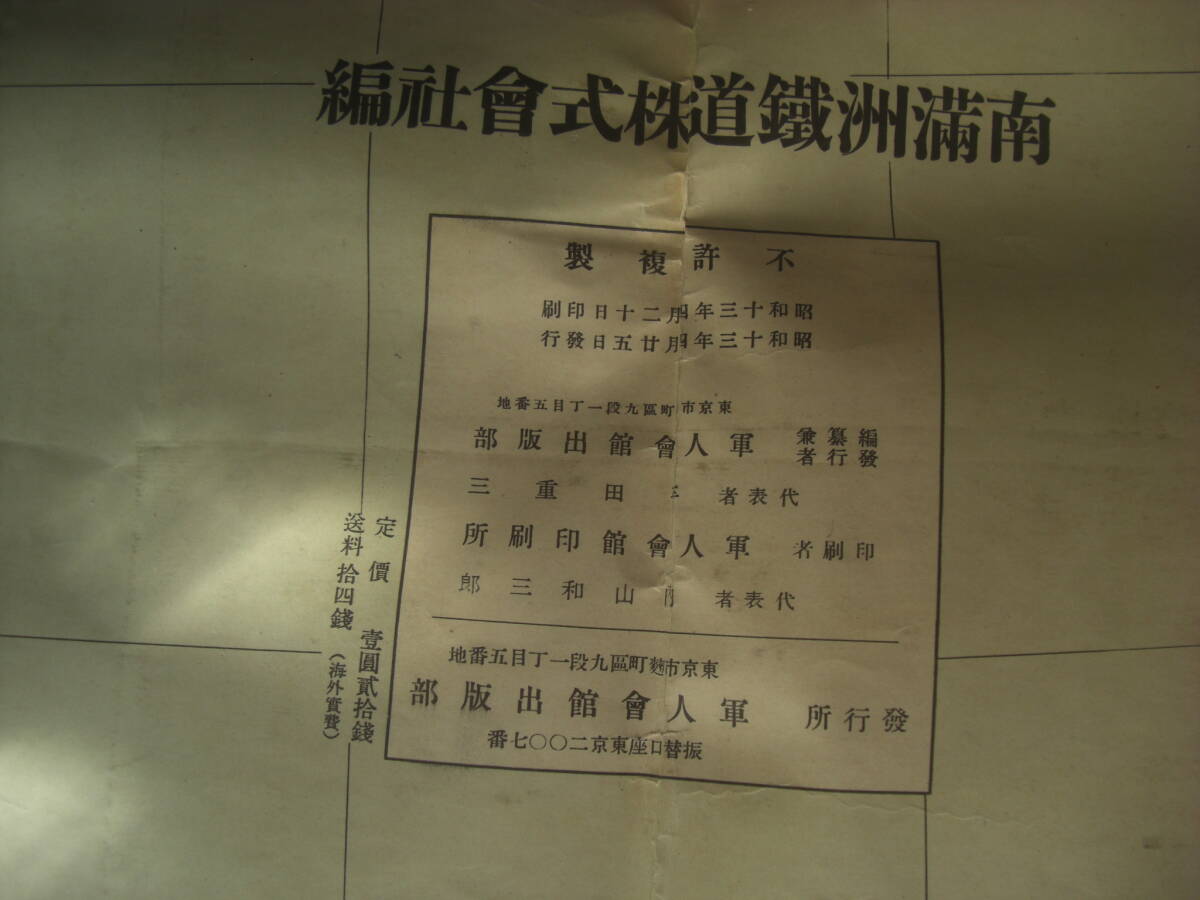 南滿洲鐵道株式會社編
不許複製
昭和十三年四月二十日印刷
昭和十三年四月廿五日發行
東京市町區九段一丁目五番地
編纂兼發行者 軍人會館出版部
代表者 田重三
印刷者 軍人會館印刷所
代表者 山和三郎
東京市麴町區九段一丁目五番地
發行所 軍人會館出版部
振替口座東京二〇〇七番
定價 壹圓貳拾錢
送料拾四錢(海外實費)